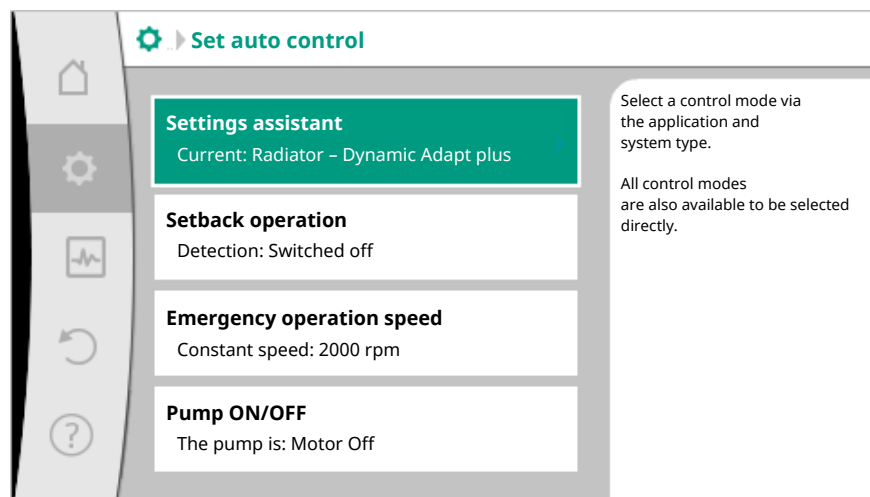 Set auto control
Settings assistant
Current: Radiator – Dynamic Adapt plus
Setback operation
Detection: Switched off
Emergency operation speed
Constant speed: 2000 rpm
Pump ON/OFF
The pump is: Motor Off
Select a control mode via
the application and
system type.
All control modes
are also available to be selected
directly.